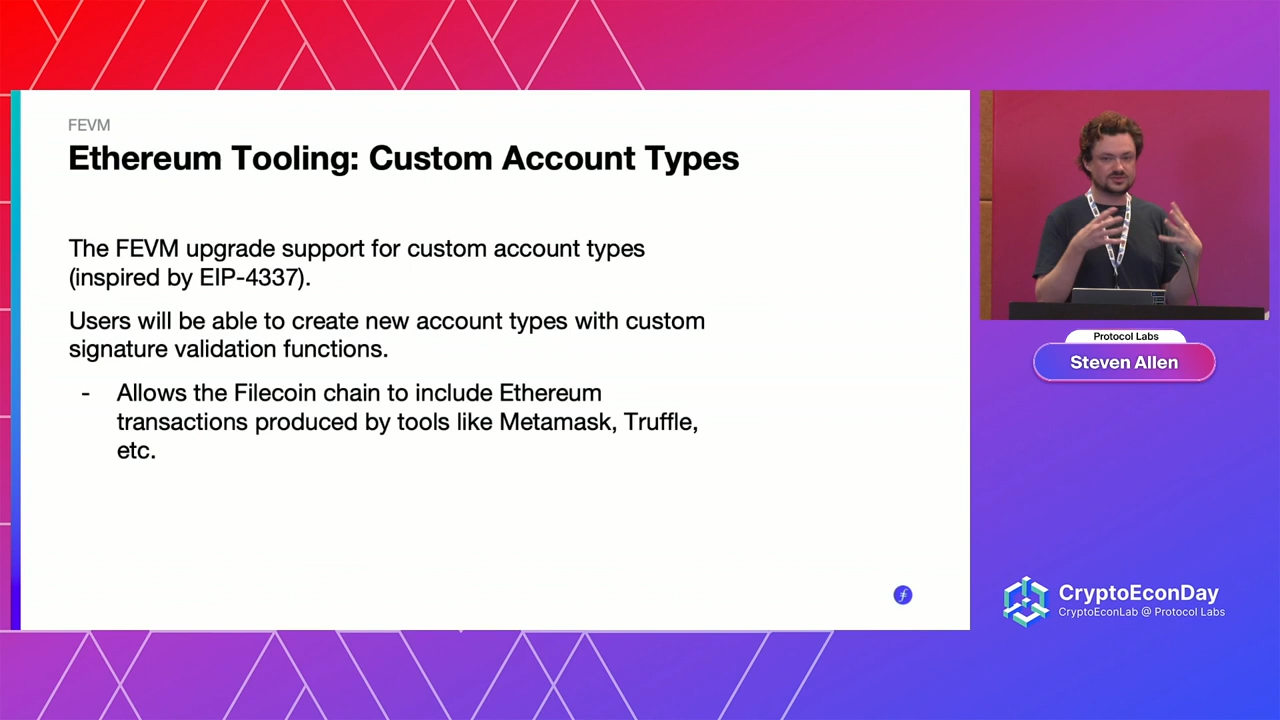 FEVM
Ethereum Tooling: Custom Account Types
The FEVM upgrade support for custom account types
(inspired by EIP-4337).
Users will be able to create new account types with custom
signature validation functions.
- Allows the Filecoin chain to include Ethereum
transactions produced by tools like Metamask, Truffle,
etc.
Protocol Labs
Steven Allen
CryptoEconDay
CryptoEconLab @ Protocol Labs